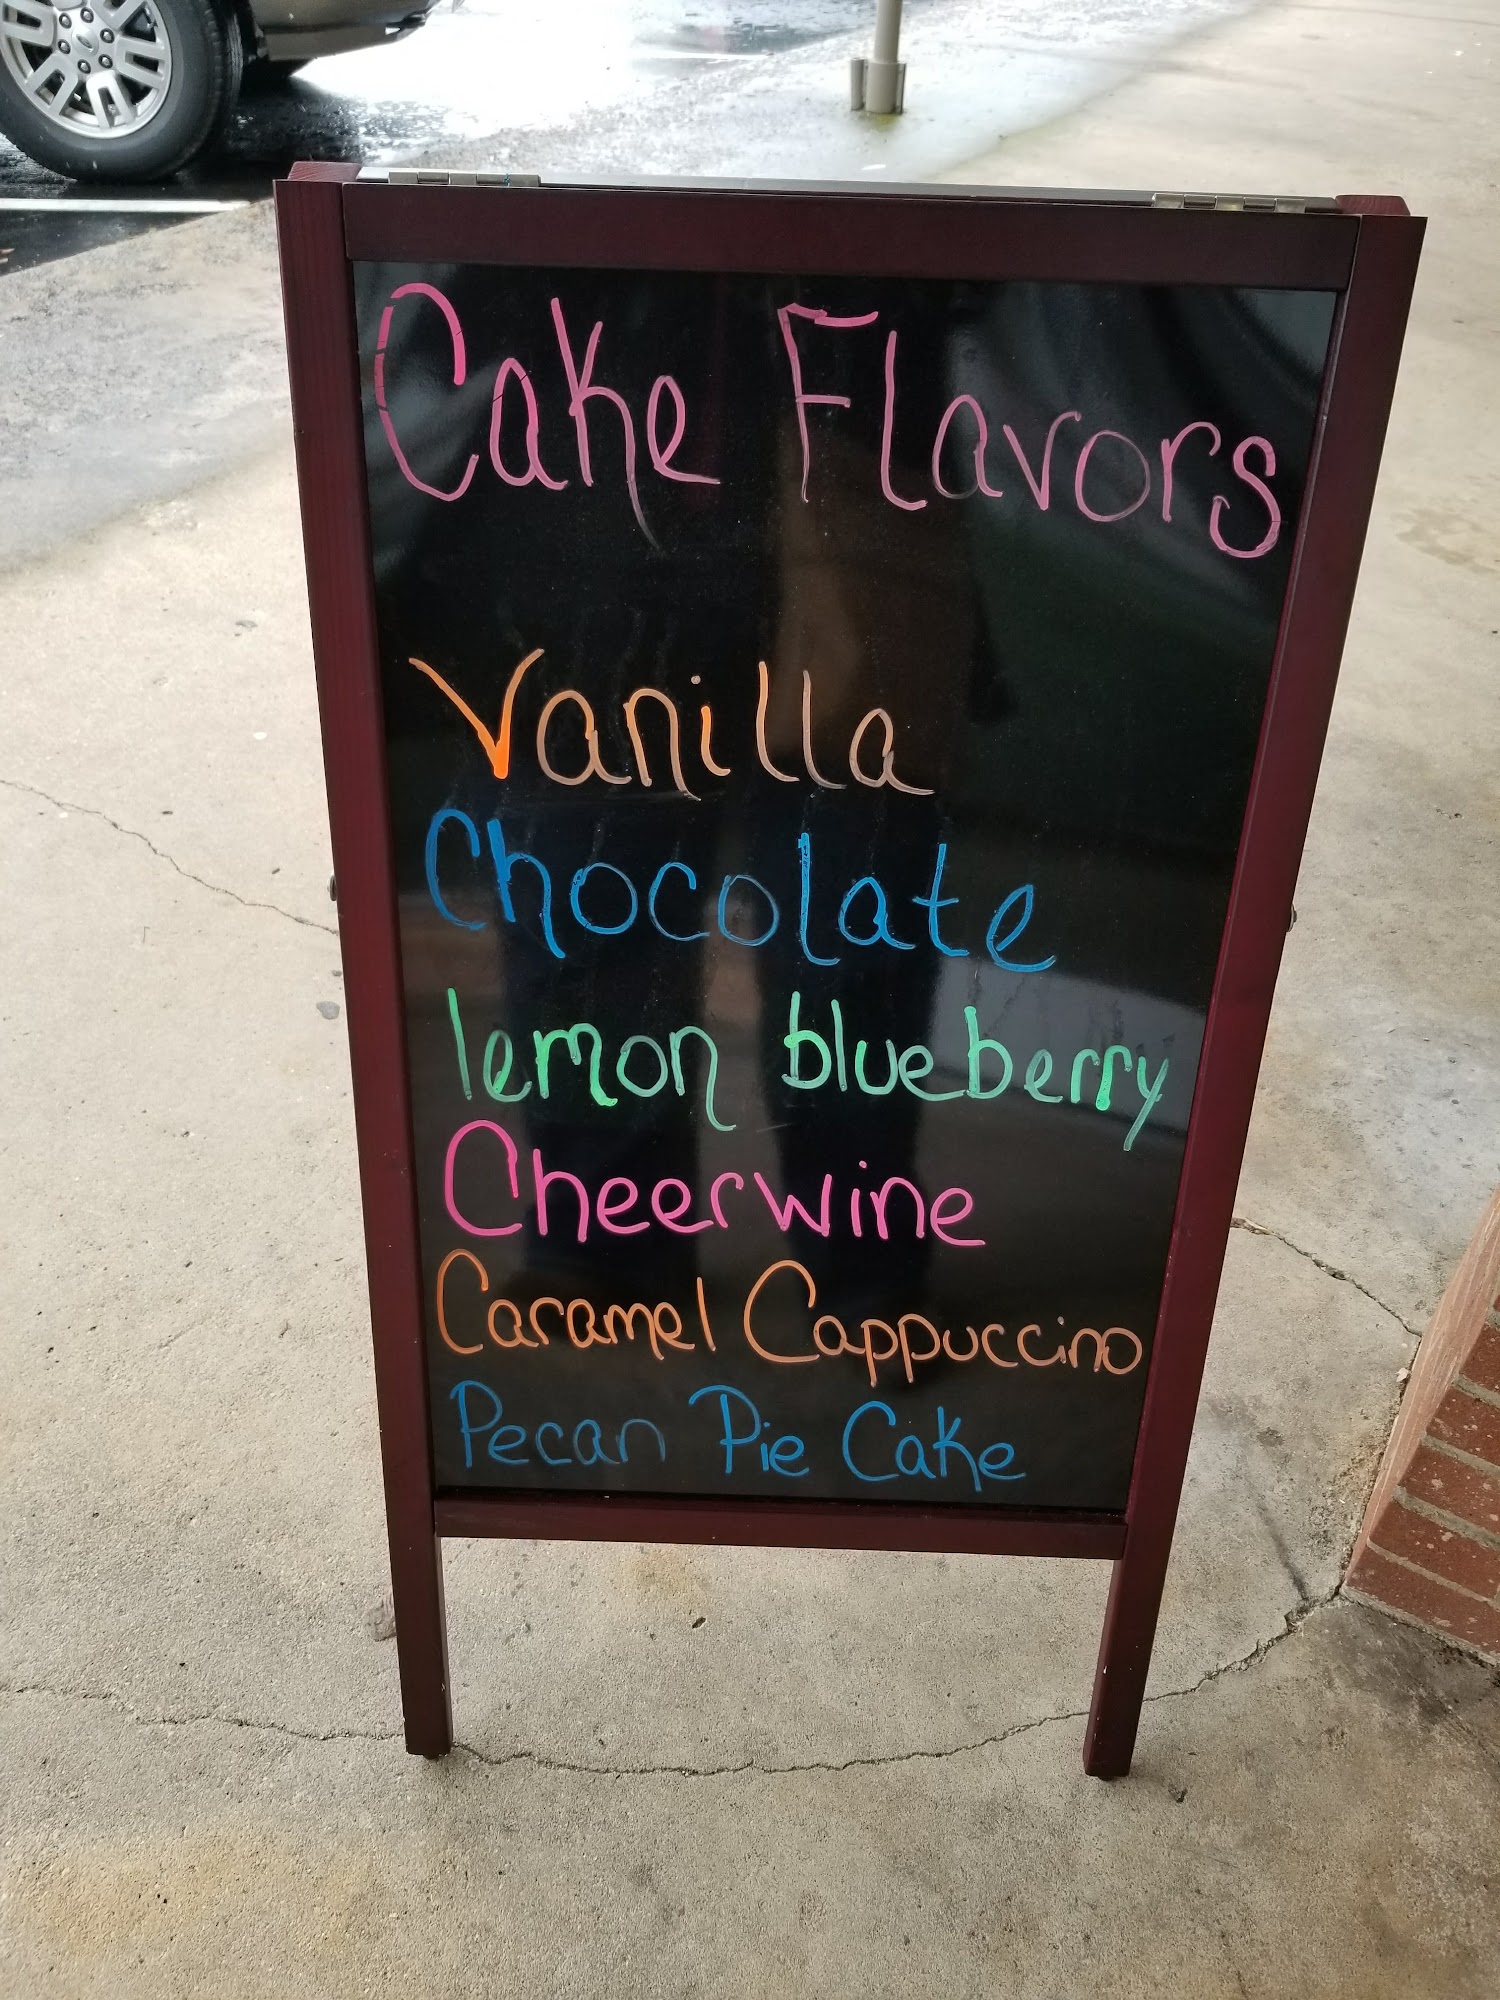 Cake Flavors
Vanilla
Chocolate
lemon blueberry
Cheerwine
Caramel Cappuccino
Pecan Pie Cake